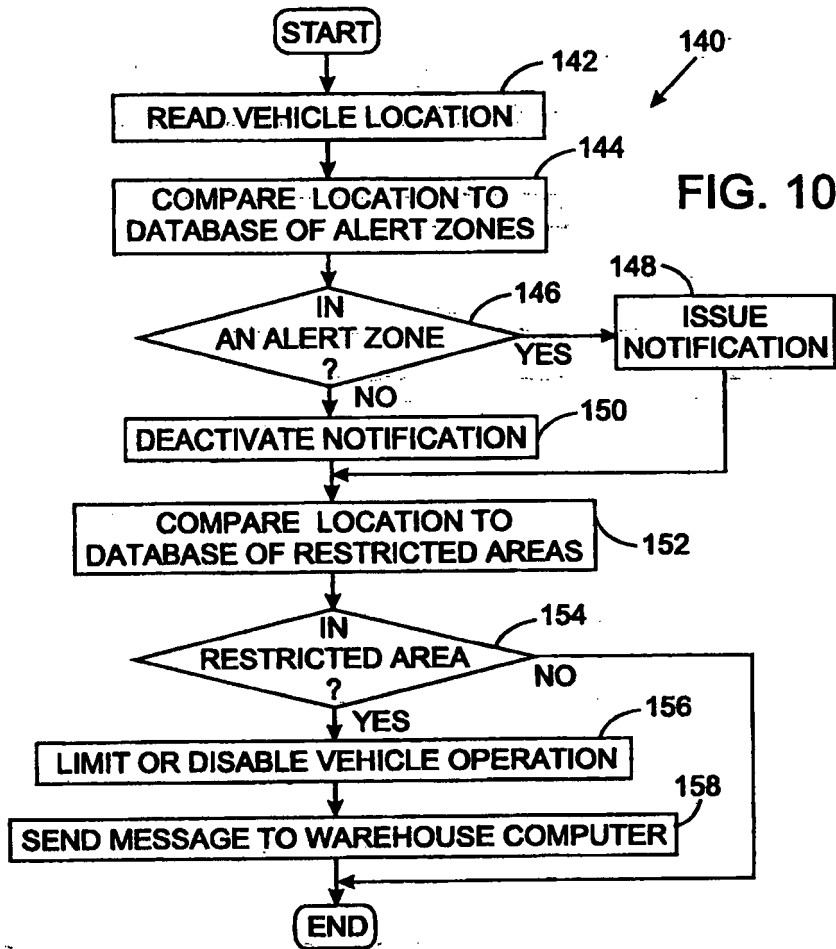 START
140
142
READ VEHICLE LOCATION
144
COMPARE LOCATION TO
DATABASE OF ALERT ZONES
FIG. 10
146
IN
AN ALERT ZONE
?
YES
NO
148
ISSUE
NOTIFICATION
150
DEACTIVATE NOTIFICATION
COMPARE LOCATION TO
DATABASE OF RESTRICTED AREAS
152
154
IN
RESTRICTED AREA
?
NO
YES
156
LIMIT OR DISABLE VEHICLE OPERATION
158
SEND MESSAGE TO WAREHOUSE COMPUTER
END